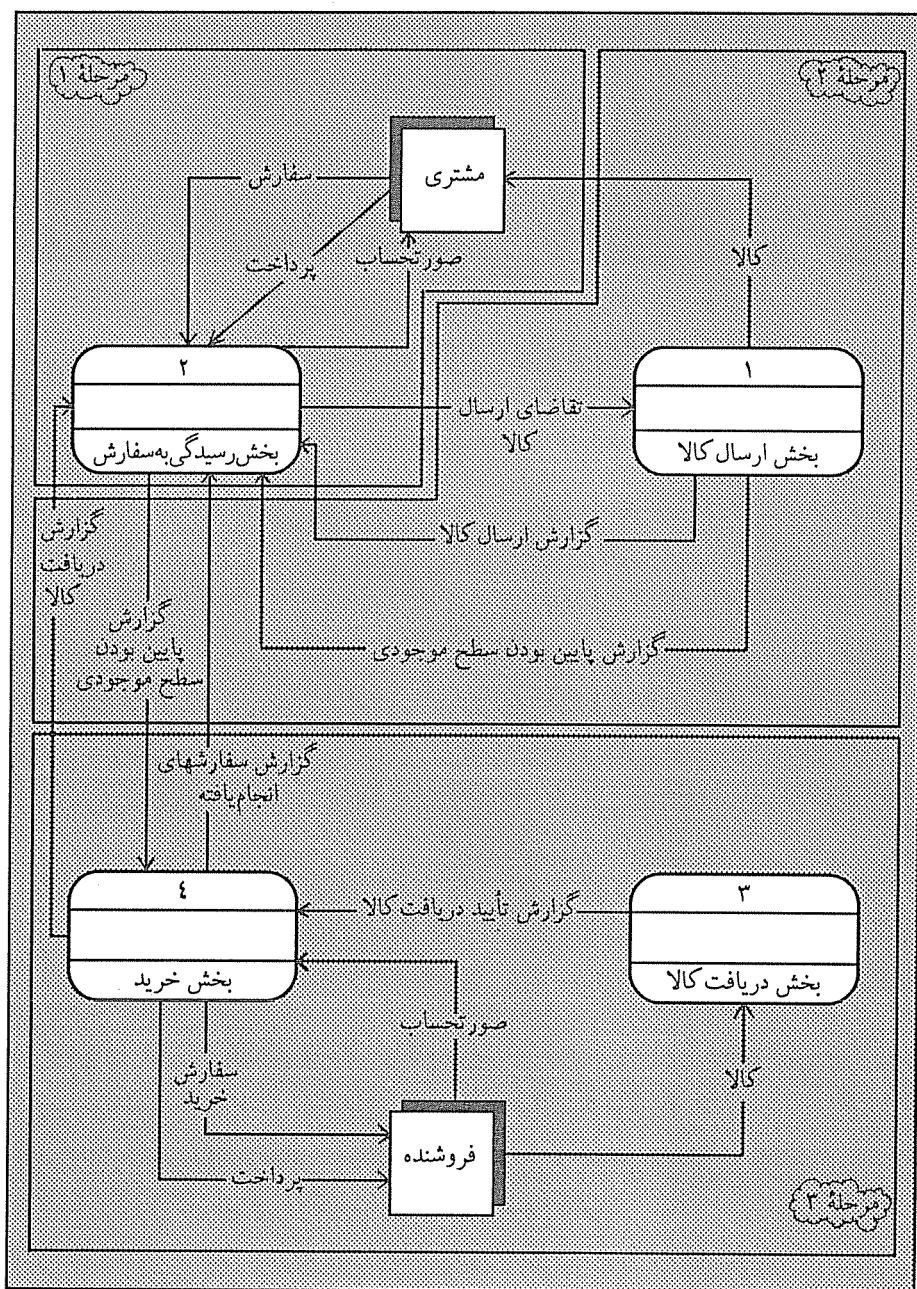 مرحلهٔ ۱
مرحلهٔ ۲
مشتری
سفارش
پرداخت
صورتحساب
کالا
۲
بخش رسیدگی به سفارش
۱
بخش ارسال کالا
تقاضای ارسال
کالا
گزارش ارسال کالا
گزارش پایین بودن سطح موجودی
گزارش
دریافت
کالا
گزارش
پایین بودن
سطح موجودی
گزارش سفارشهای
انجام‌یافته
۴
بخش خرید
۳
بخش دریافت کالا
گزارش تأیید دریافت کالا
صورتحساب
سفارش
خرید
پرداخت
فروشنده
کالا
مرحلهٔ ۳